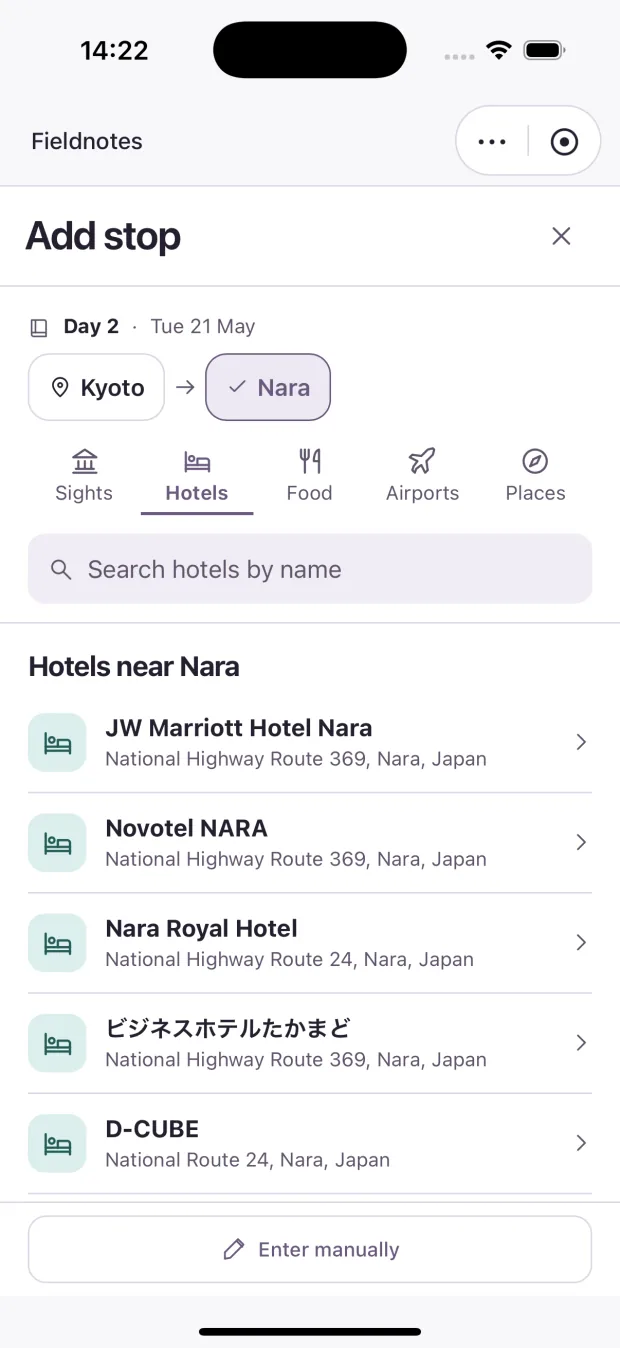 14:22
Fieldnotes
Add stop
Day 2 · Tue 21 May
Kyoto → Nara
Sights Hotels Food Airports Places
Search hotels by name
Hotels near Nara
JW Marriott Hotel Nara
National Highway Route 369, Nara, Japan
Novotel NARA
National Highway Route 369, Nara, Japan
Nara Royal Hotel
National Highway Route 24, Nara, Japan
ビジネスホテルたかまど
National Highway Route 369, Nara, Japan
D-CUBE
National Route 24, Nara, Japan
Enter manually